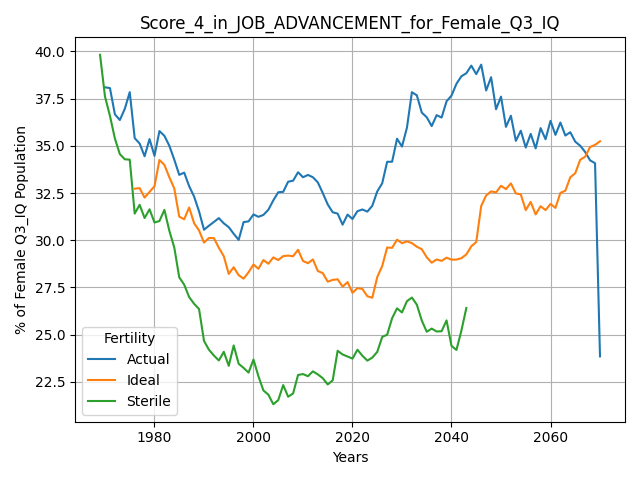 Score_4_in_JOB_ADVANCEMENT_for_Female_Q3_IQ
40.0
37.5
35.0
32.5
30.0
27.5
25.0
22.5
% of Female Q3_IQ Population
Fertility
Actual
Ideal
Sterile
1980
2000
2020
2040
2060
Years